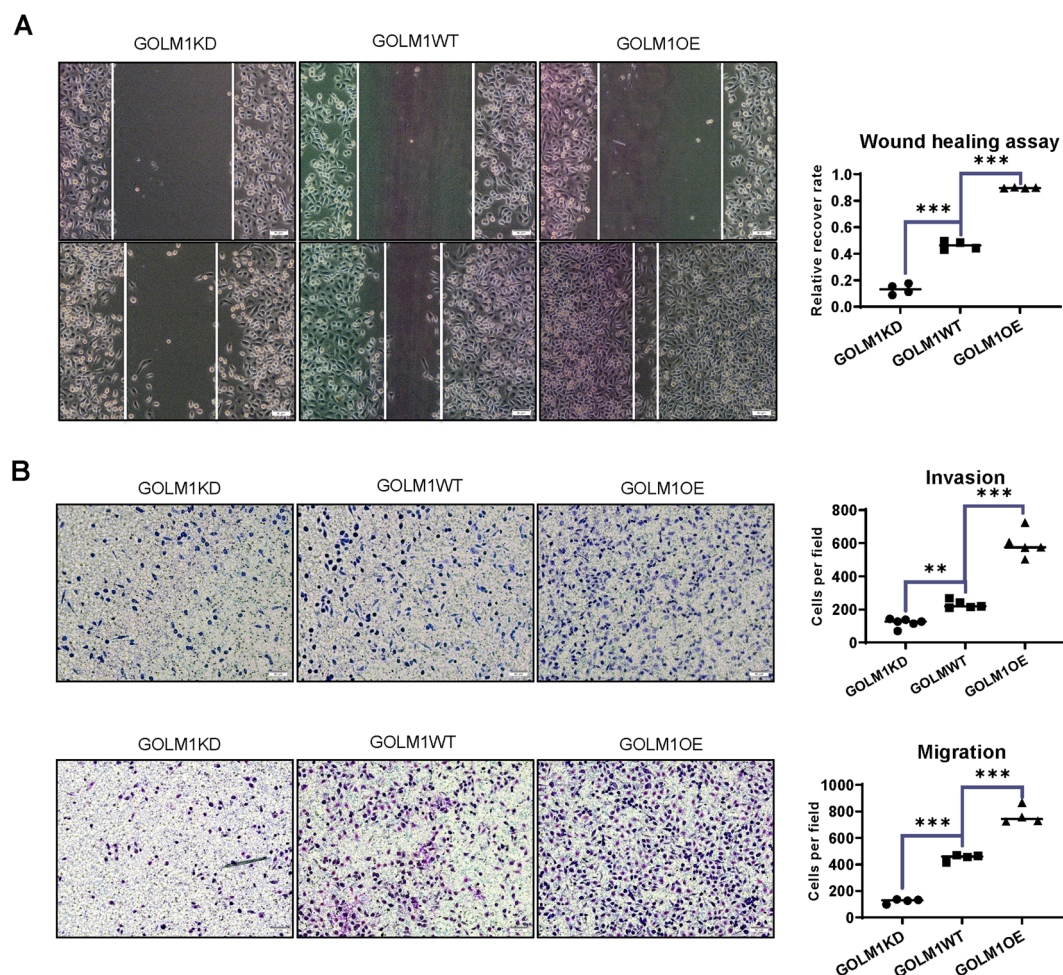 A
GOLM1KD
GOLM1WT
GOLM1OE
Wound healing assay
***
***
Relative recover rate
1.0
0.8
0.6
0.4
0.2
0.0
GOLM1KD
GOLM1WT
GOLM1OE
B
GOLM1KD
GOLM1WT
GOLM1OE
Invasion
***
**
Cells per field
800
600
400
200
0
GOLM1KD
GOLMWT
GOLM1OE
GOLM1KD
GOLM1WT
GOLM1OE
Migration
***
***
Cells per field
1000
800
600
400
200
0
GOLM1KD
GOLM1WT
GOLM1OE